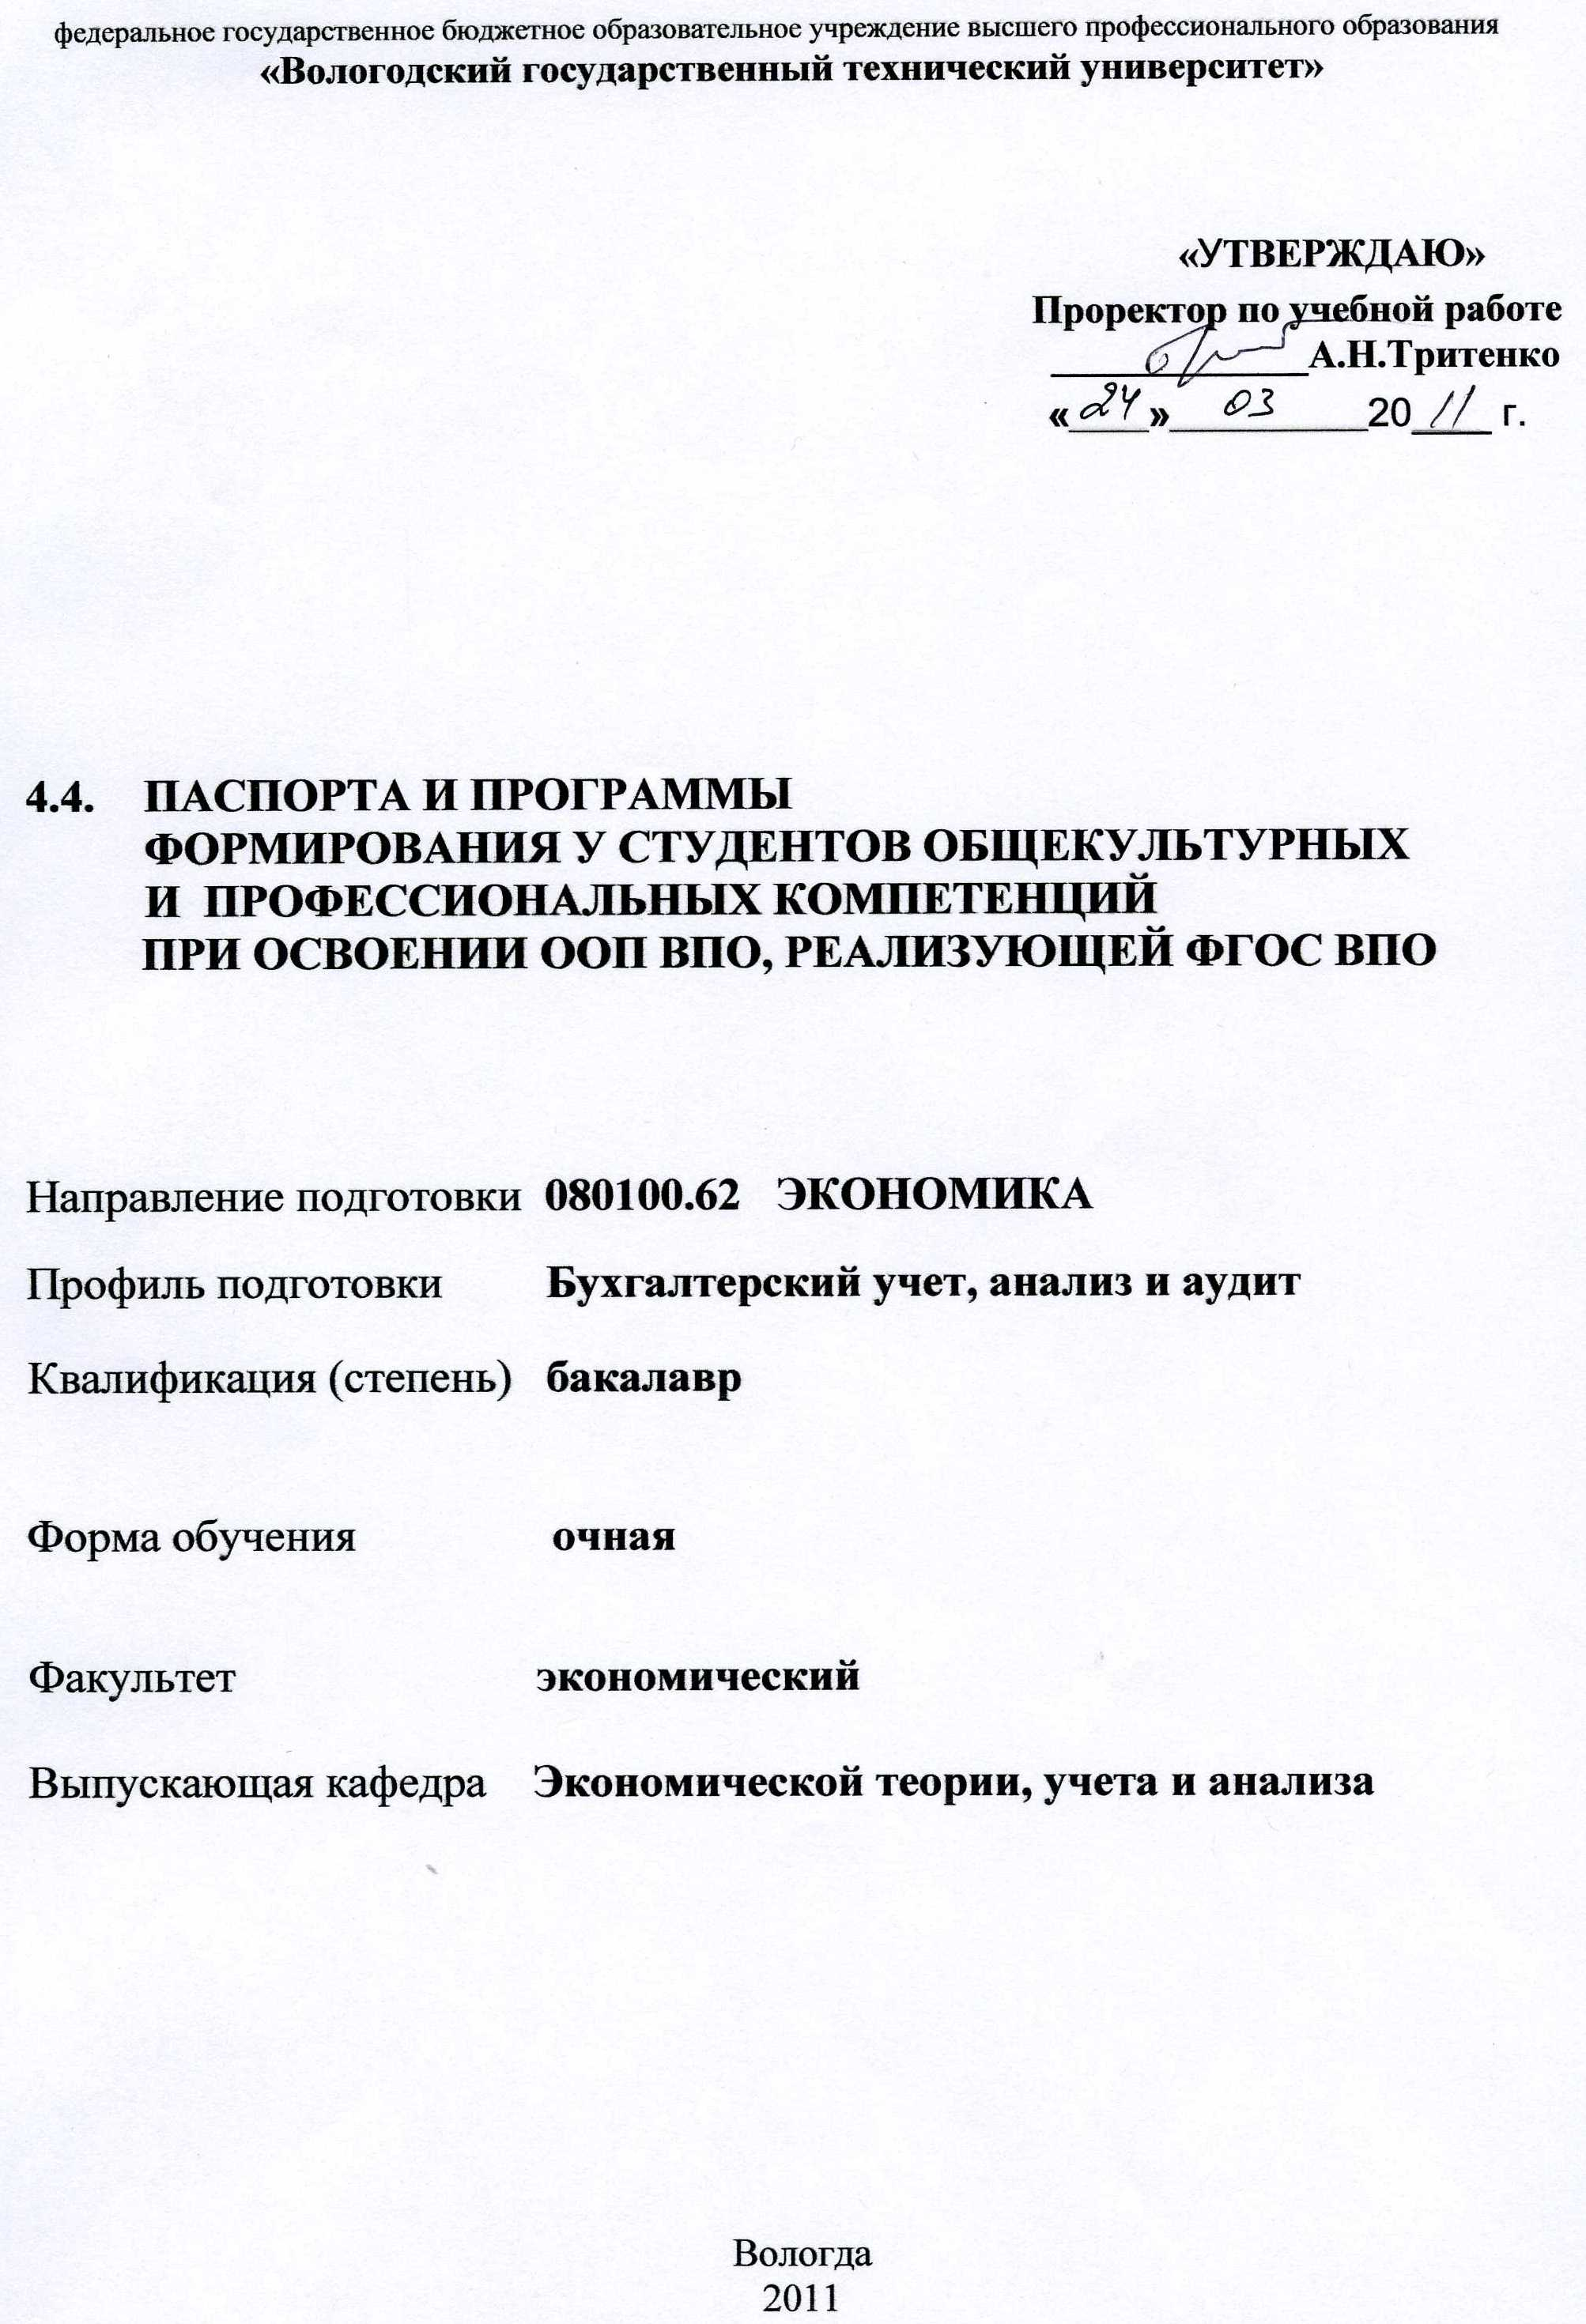 федеральное государственное бюджетное образовательное учреждение высшего профессионального образования
«Вологодский государственный технический университет»
«УТВЕРЖДАЮ»
Проректор по учебной работе
____________А.Н.Тритенко
«24» 03 2011 г.
4.4. ПАСПОРТА И ПРОГРАММЫ
ФОРМИРОВАНИЯ У СТУДЕНТОВ ОБЩЕКУЛЬТУРНЫХ
И ПРОФЕССИОНАЛЬНЫХ КОМПЕТЕНЦИЙ
ПРИ ОСВОЕНИИ ООП ВПО, РЕАЛИЗУЮЩЕЙ ФГОС ВПО
Направление подготовки 080100.62 ЭКОНОМИКА
Профиль подготовки Бухгалтерский учет, анализ и аудит
Квалификация (степень) бакалавр
Форма обучения очная
Факультет экономический
Выпускающая кафедра Экономической теории, учета и анализа
Вологда
2011